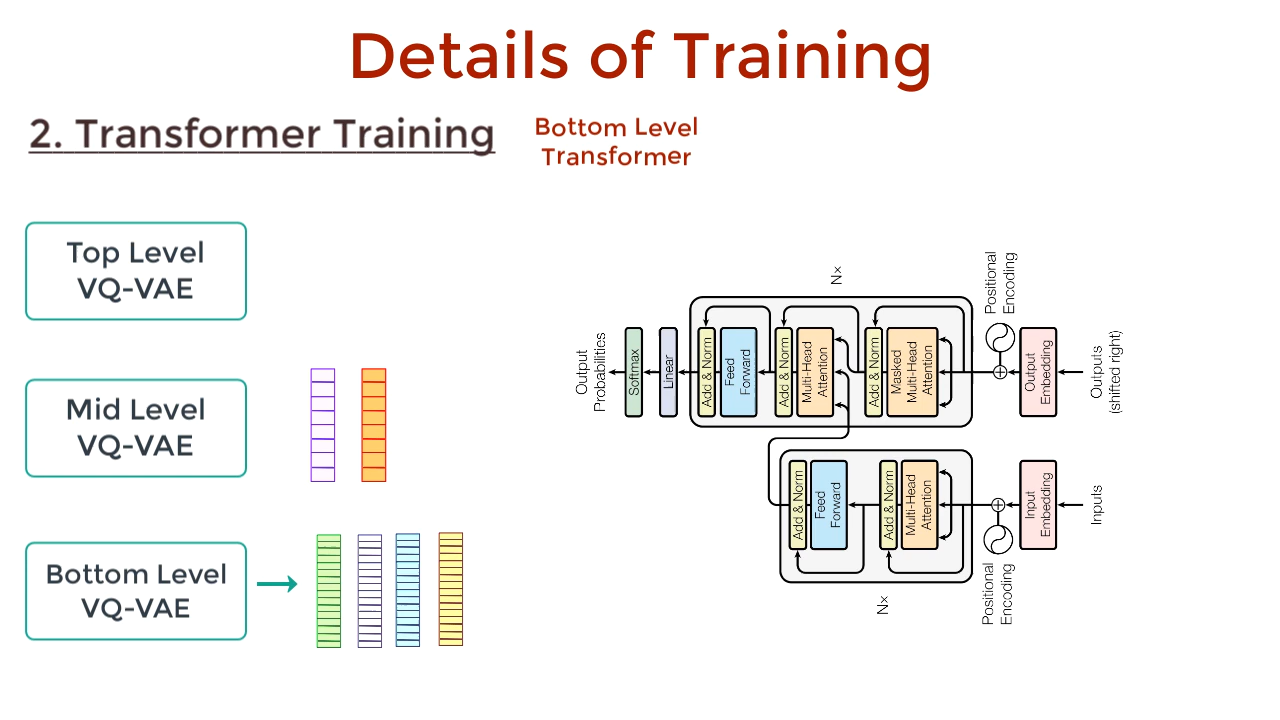 Details of Training
2. Transformer Training
Bottom Level
Transformer
Top Level
VQ-VAE
Mid Level
VQ-VAE
Bottom Level
VQ-VAE
Output
Probabilities
Softmax
Linear
Add & Norm
Feed
Forward
Add & Norm
Multi-Head
Attention
Add & Norm
Masked
Multi-Head
Attention
Nx
Positional
Encoding
Output
Embedding
Outputs
(shifted right)
Add & Norm
Feed
Forward
Add & Norm
Multi-Head
Attention
Nx
Positional
Encoding
Input
Embedding
Inputs